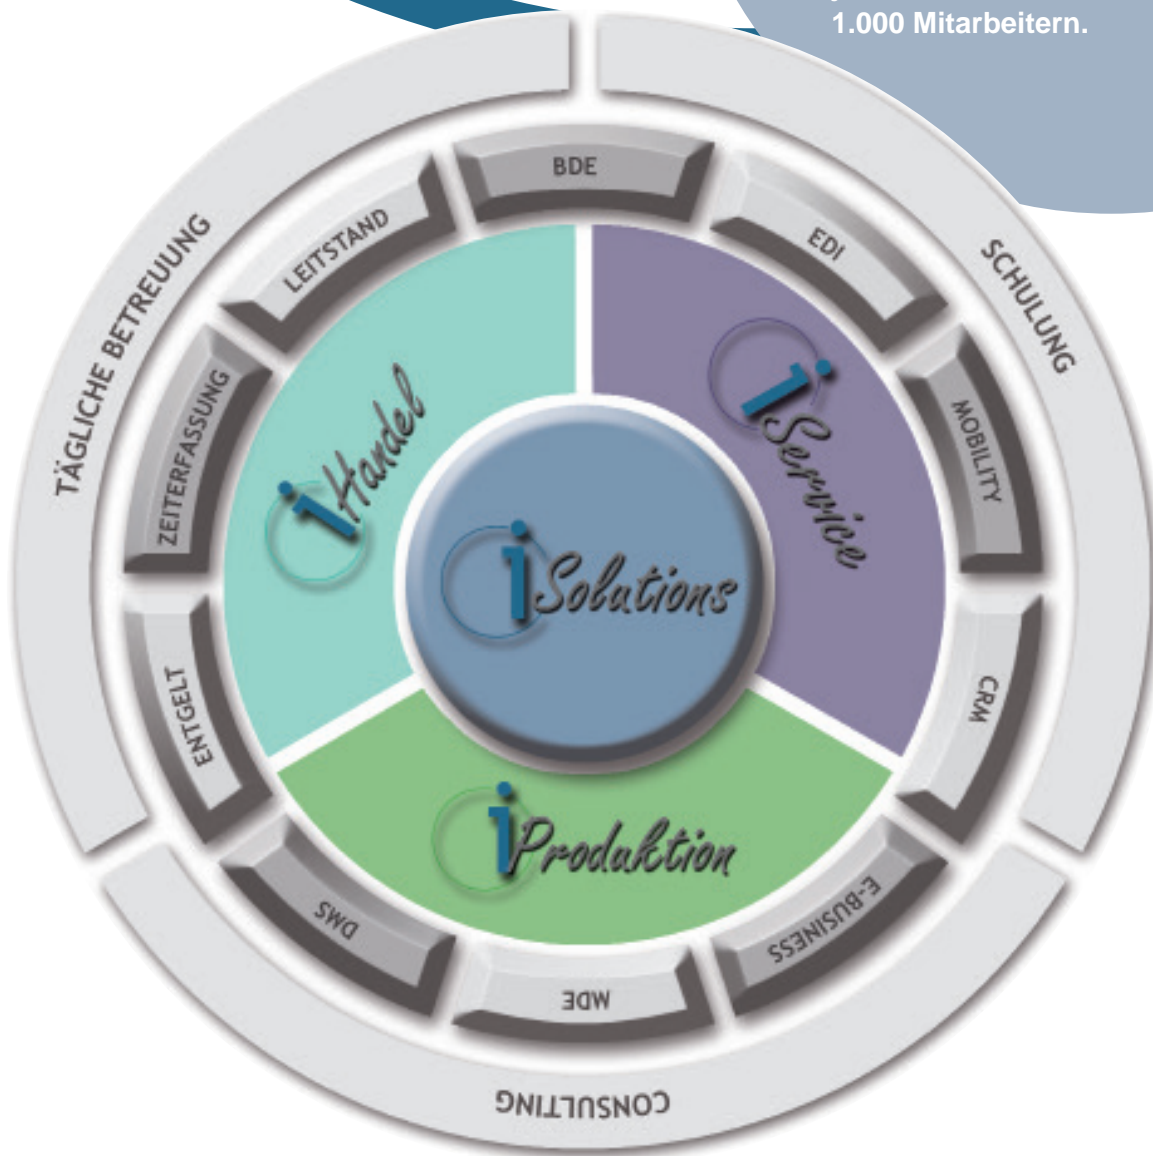 1.000 Mitarbeitern.
TÄGLICHE BETREUUNG
SCHULUNG
CONSULTING
BDE
EDI
MOBILITY
CRM
E-BUSINESS
MDE
DMS
ENTGELT
ZEITERFASSUNG
LEITSTAND
iHandel
iService
iProduktion
iSolutions